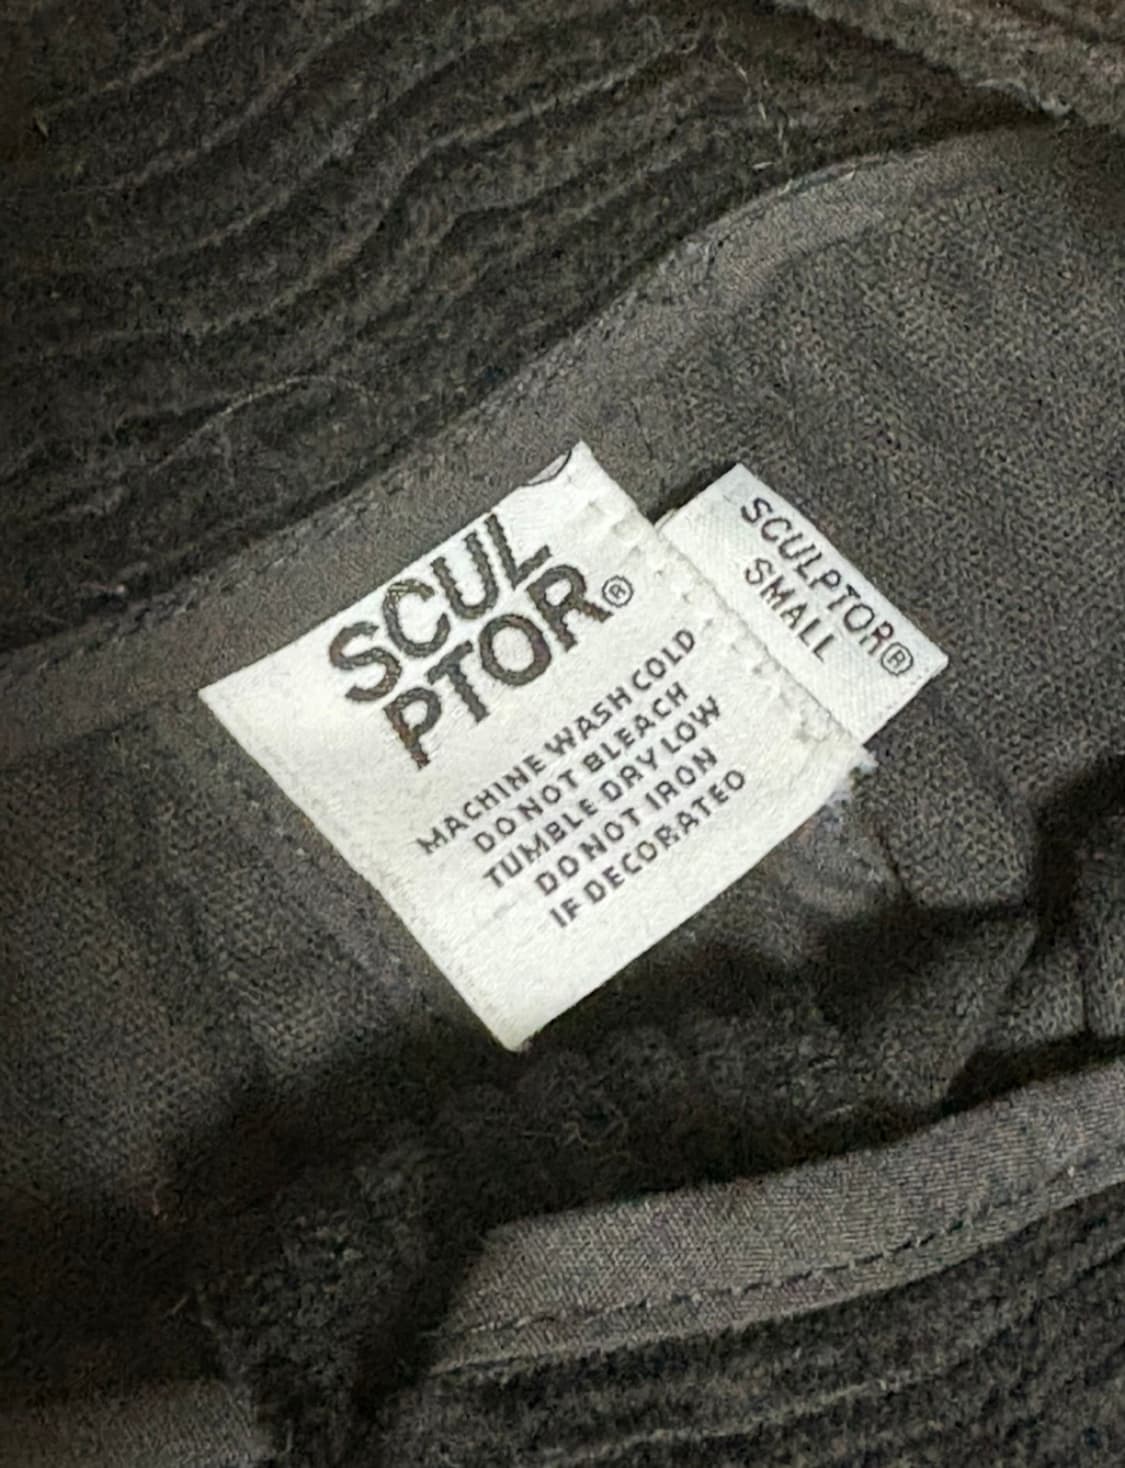 SCUL
PTOR®
MACHINE WASH COLD
DO NOT BLEACH
TUMBLE DRY LOW
DO NOT IRON
IF DECORATED
SCULPTOR®
SMALL